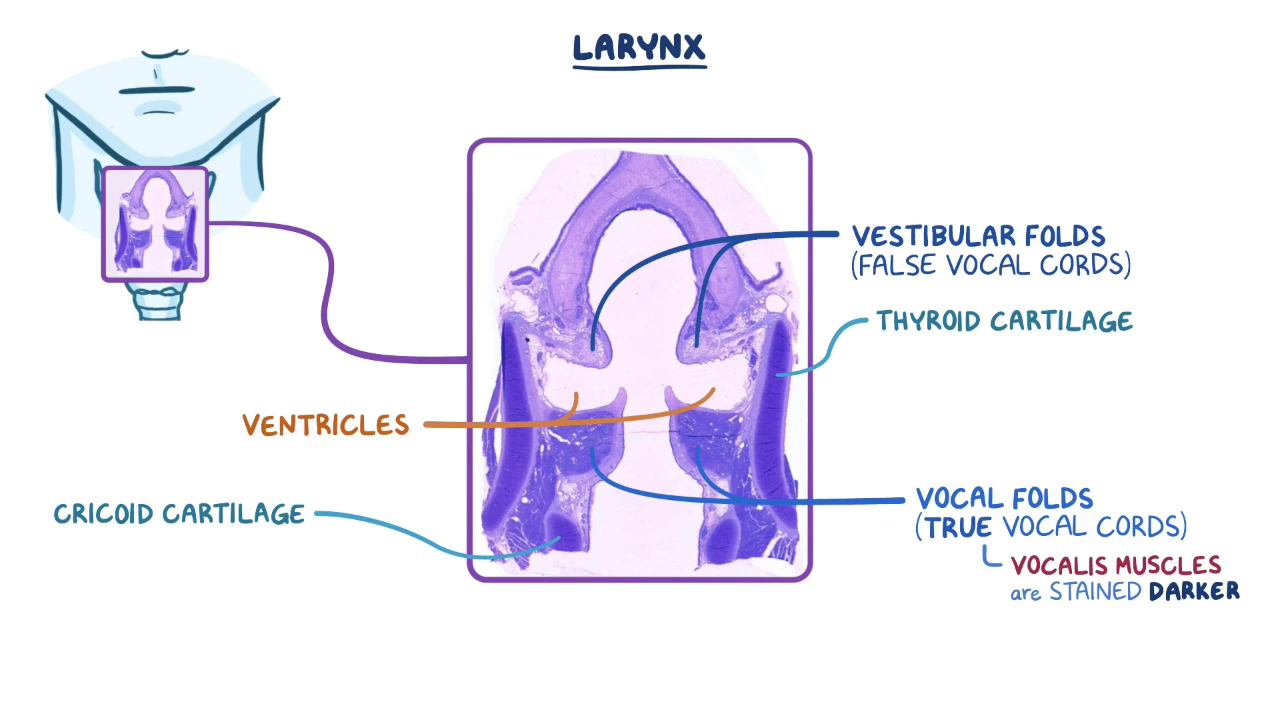 LARYNX
VESTIBULAR FOLDS
(FALSE VOCAL CORDS)
THYROID CARTILAGE
VENTRICLES
CRICOID CARTILAGE
VOCAL FOLDS
(TRUE VOCAL CORDS)
VOCALIS MUSCLES
are STAINED DARKER